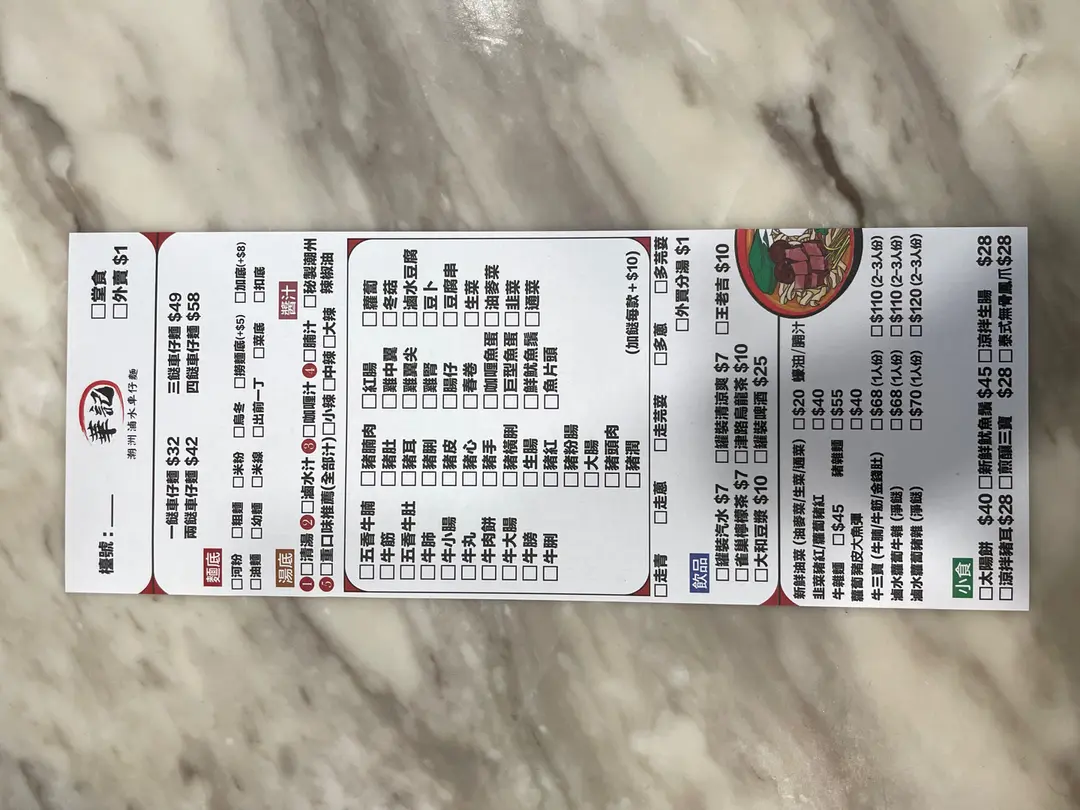 檯號：
華記
潮州滷水車仔麵
□堂食
□外賣 $1
一餸車仔麵 $32 三餸車仔麵 $49
兩餸車仔麵 $42 四餸車仔麵 $58
麵底
□河粉 □粗麵 □米粉 □烏冬 □撈麵底(+$5) □加底(+$8)
□油麵 □幼麵 □米線 □出前一丁 □菜底 □扣底
湯底 醬汁
❶□清湯 ❷□滷水汁 ❸□咖喱汁 ❹□腩汁 □秘製潮州辣椒油
❺□重口味推薦(全部汁) □小辣 □中辣 □大辣
□五香牛腩 □豬腩肉 □紅腸 □蘿蔔
□牛筋 □豬肚 □雞中翼 □冬菇
□五香牛肚 □豬耳 □雞翼尖 □滷水豆腐
□牛肺 □豬脷 □雞腎 □豆卜
□牛小腸 □豬皮 □腸仔 □豆腐串
□牛丸 □豬心 □春卷 □生菜
□牛肉餅 □豬手 □咖喱魚蛋 □油麥菜
□牛大腸 □豬橫脷 □巨型魚蛋 □韭菜
□牛膀 □生腸 □鮮魷魚鬚 □通菜
□牛脷 □豬紅 □魚片頭
□豬粉腸
□大腸
□豬頭肉
□豬潤 (加餸每款+$10)
□走青 □走蔥 □走芫荽 □多蔥 □多芫荽
□外買分湯 $1
飲品
□罐裝汽水 $7 □罐裝清涼爽 $7 □王老吉 $10
□雀巢檸檬茶 $7 □津路烏龍茶 $10
□大和豆漿 $10 □罐裝啤酒 $25
新鮮油菜 (油麥菜/生菜/通菜) □$20 蠔油/腩汁
韭菜豬紅/蘿蔔豬紅 □$40
牛雜麵 □$45 豬雜麵 □$55
蘿蔔豬皮大魚彈 □$40
牛三寶 (牛腩/牛筋/金錢肚) □$68 (1人份) □$110 (2-3人份)
滷水蘿蔔牛雜 (淨餸) □$68 (1人份) □$110 (2-3人份)
滷水蘿蔔豬雜 (淨餸) □$70 (1人份) □$120 (2-3人份)
小食
□太陽餅 $40 □新鮮魷魚鬚 $45 □涼拌生腸 $28
□涼拌豬耳 $28 □煎釀三寶 $28 □泰式無骨鳳爪 $28